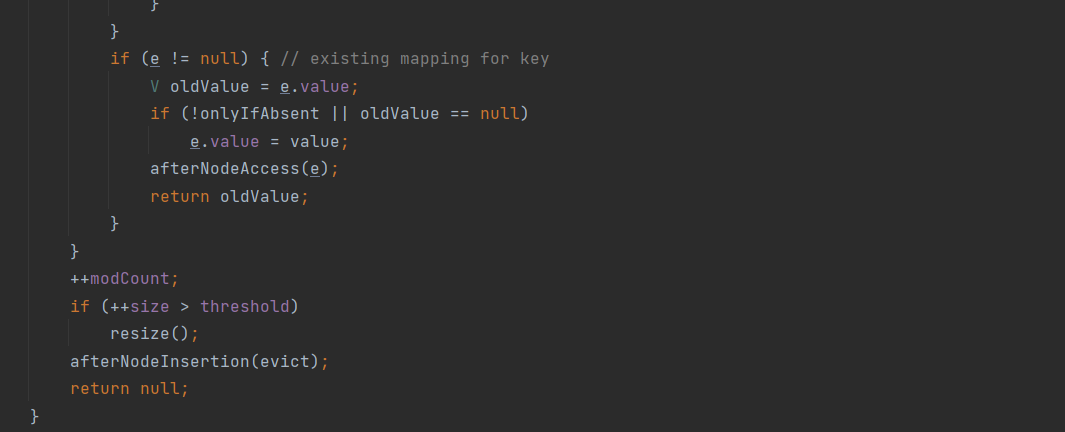 }
}
if (e != null) { // existing mapping for key
V oldValue = e.value;
if (!onlyIfAbsent || oldValue == null)
e.value = value;
afterNodeAccess(e);
return oldValue;
}
}
++modCount;
if (++size > threshold)
resize();
afterNodeInsertion(evict);
return null;
}